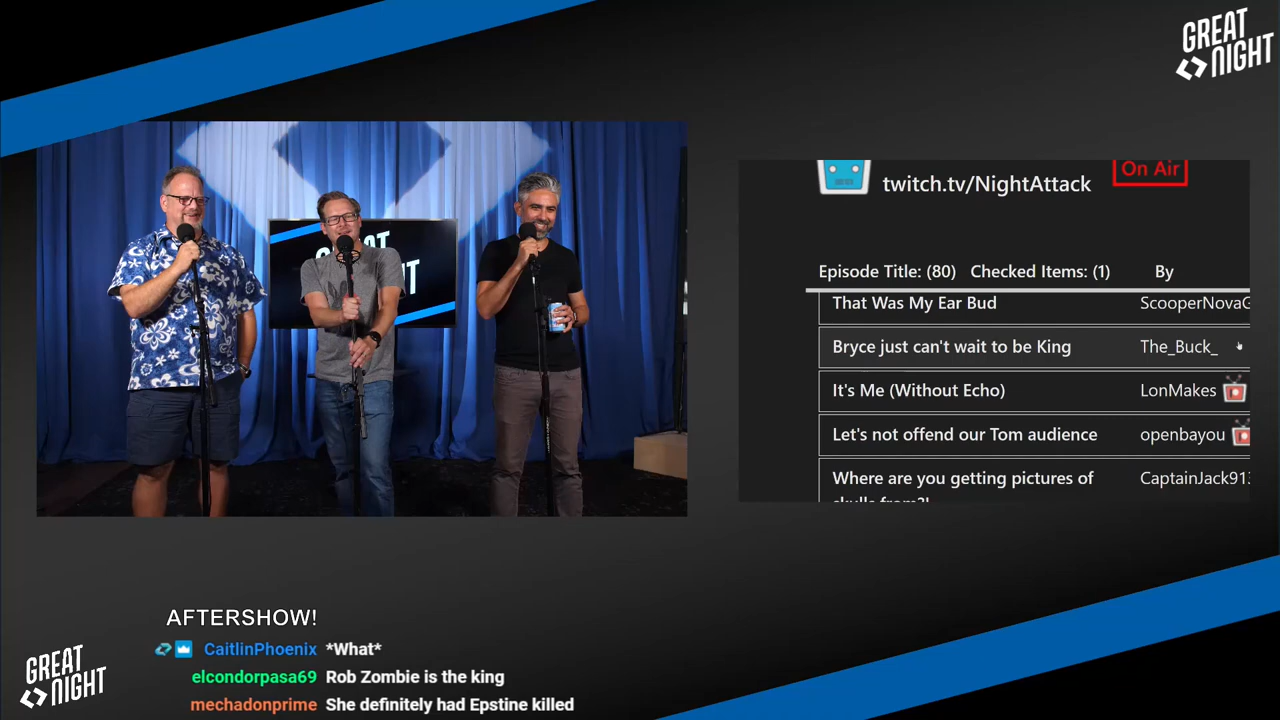 GREAT
NIGHT
twitch.tv/NightAttack
On Air
Episode Title: (80) Checked Items: (1) By
That Was My Ear Bud ScooperNovaG
Bryce just can't wait to be King The_Buck_
It's Me (Without Echo) LonMakes
Let's not offend our Tom audience openbayou
Where are you getting pictures of CaptainJack913
AFTERSHOW!
CaitlinPhoenix *What*
elcondorpasa69 Rob Zombie is the king
mechadonprime She definitely had Epstine killed
GREAT
NIGHT